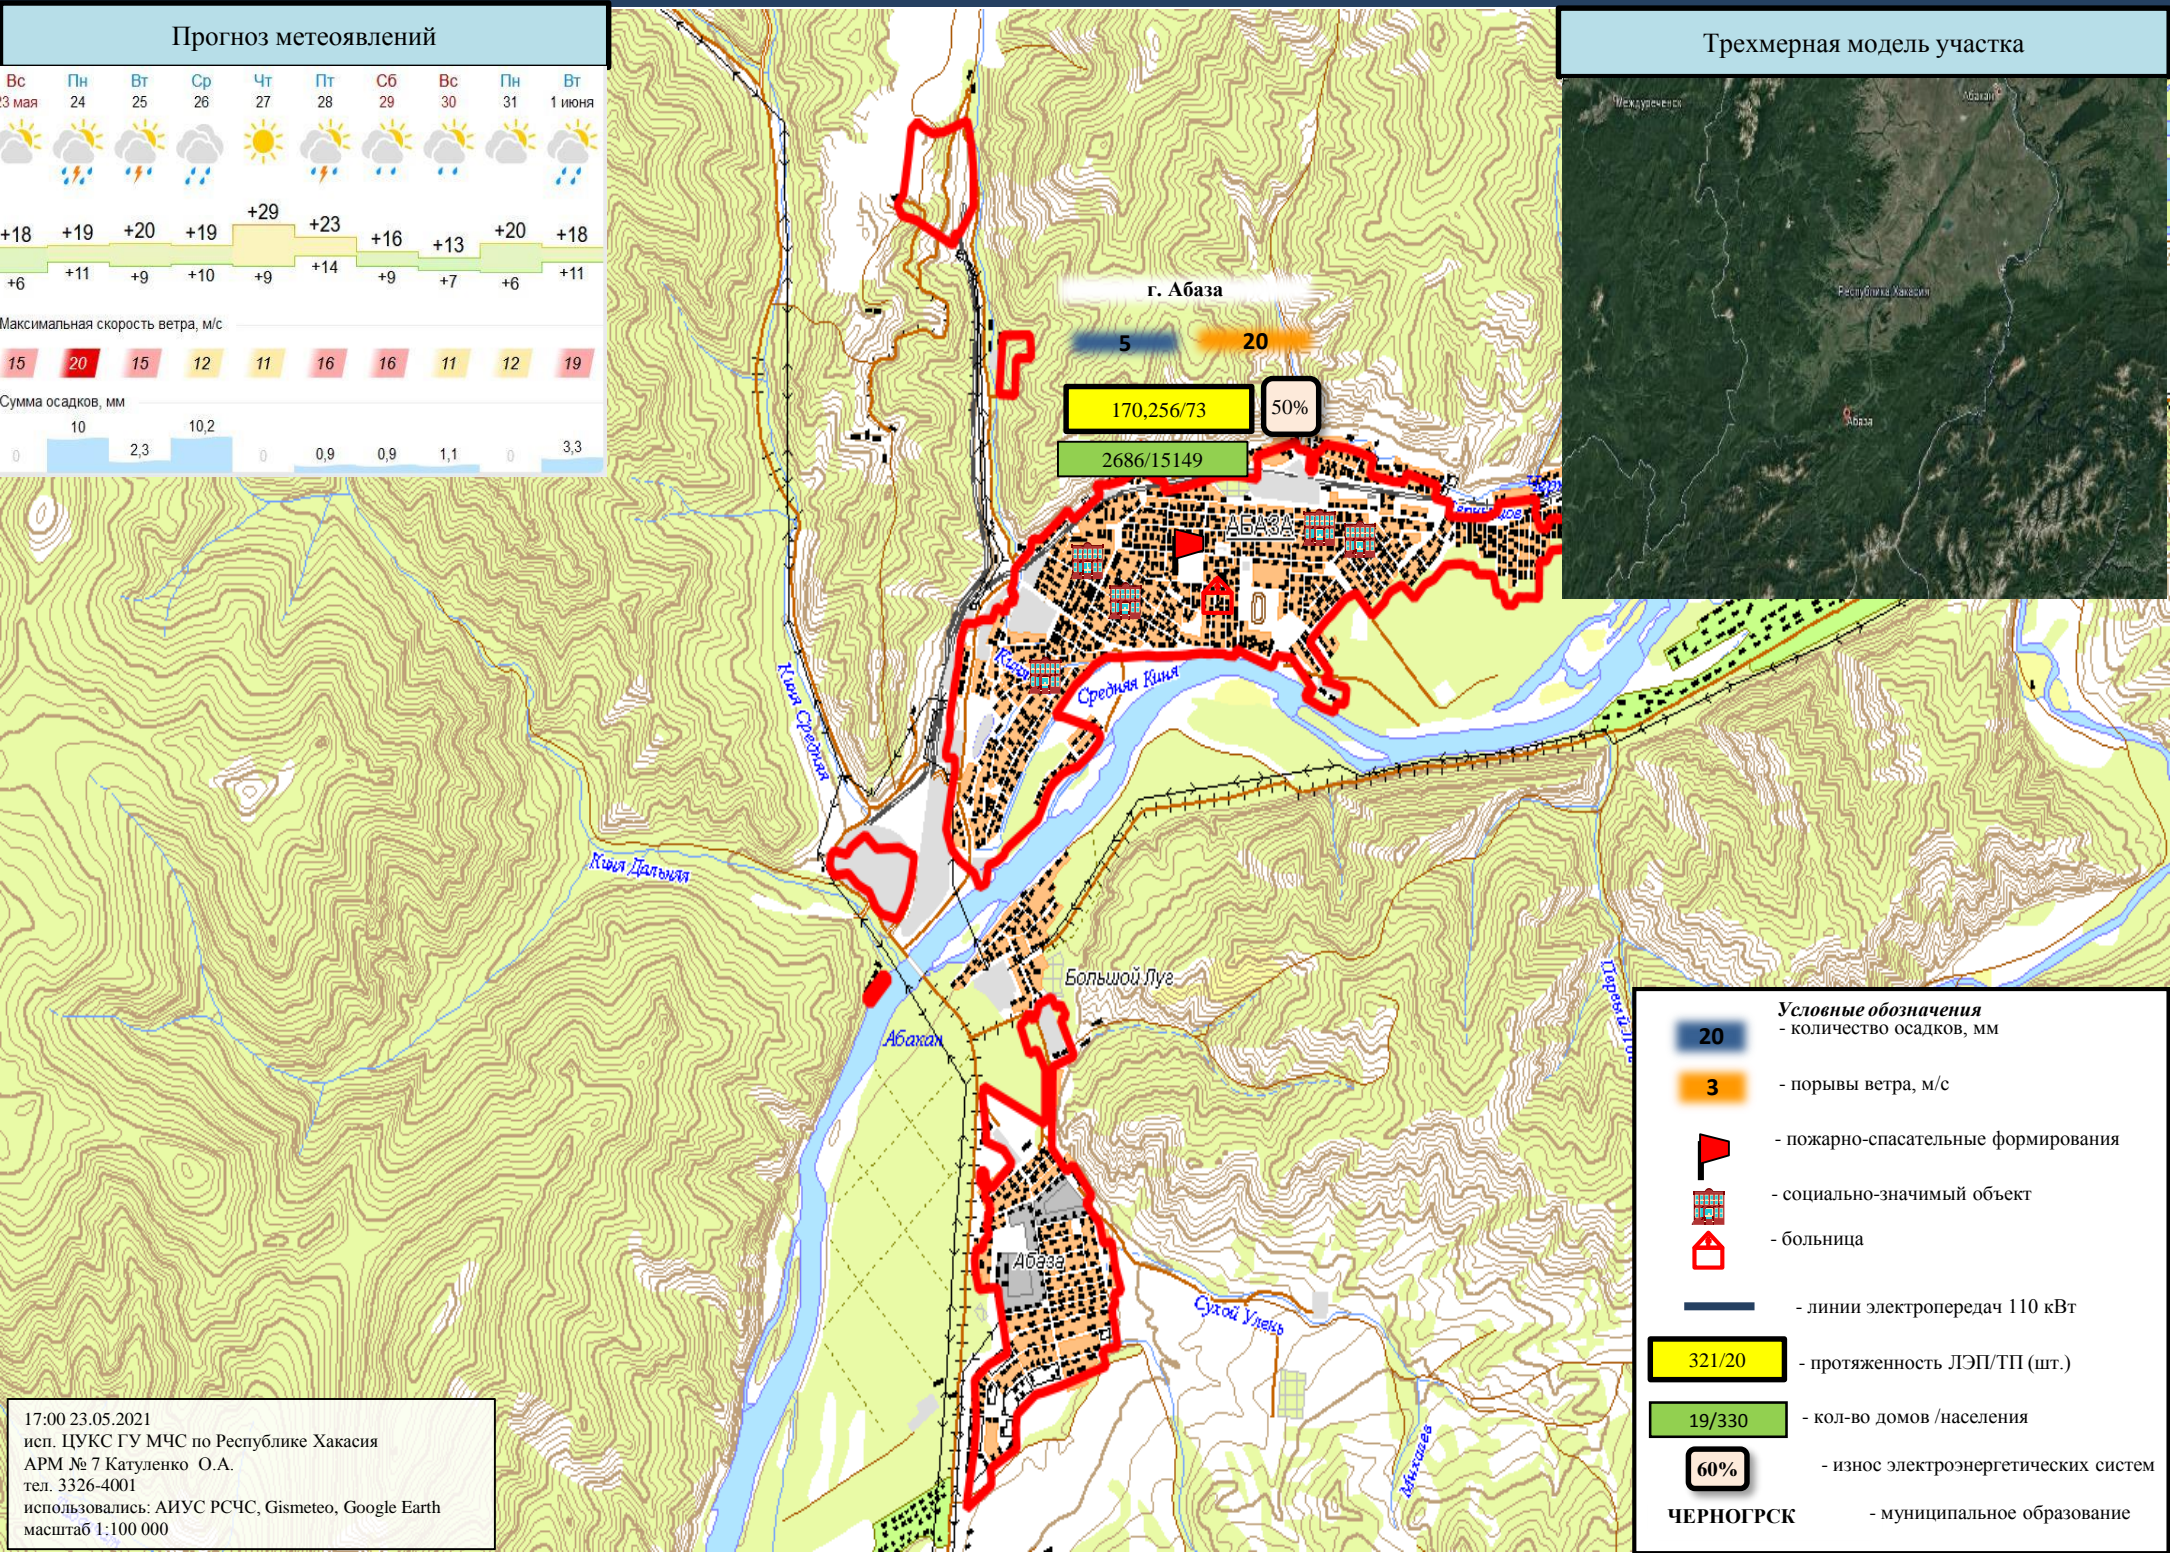 Прогноз метеоявлений
Вс Пн Вт Ср Чт Пт Сб Вс Пн Вт
23 мая 24 25 26 27 28 29 30 31 1 июня
+18 +19 +20 +19 +29 +23 +16 +13 +20 +18
+6 +11 +9 +10 +9 +14 +9 +7 +6 +11
Максимальная скорость ветра, м/с
15 20 15 12 11 16 16 11 12 19
Сумма осадков, мм
0 10 2,3 10,2 0 0,9 0,9 1,1 0 3,3
Трехмерная модель участка
Междуреченск
Абакан
Республика Хакасия
Абаза
г. Абаза
5 20
170,256/73 50%
2686/15149
АБАЗА
Средняя Киня
Киня Средняя
Киня Дальняя
Большой Луг
Абакан
Абаза
Сухой Улень
Условные обозначения
20 - количество осадков, мм
3 - порывы ветра, м/с
- пожарно-спасательные формирования
- социально-значимый объект
- больница
- линии электропередач 110 кВт
321/20 - протяженность ЛЭП/ТП (шт.)
19/330 - кол-во домов /населения
60% - износ электроэнергетических систем
ЧЕРНОГРСК - муниципальное образование
17:00 23.05.2021
исп. ЦУКС ГУ МЧС по Республике Хакасия
АРМ № 7 Катуленко О.А.
тел. 3326-4001
использовались: АИУС РСЧС, Gismeteo, Google Earth
масштаб 1:100 000